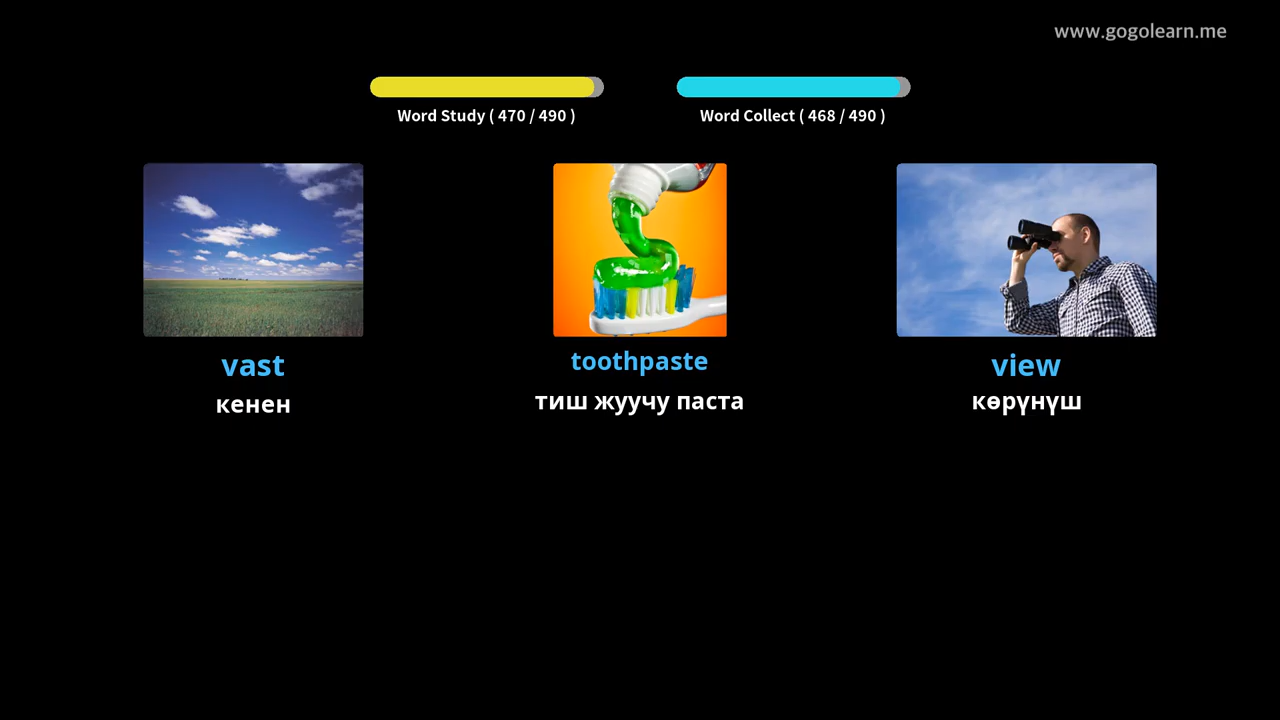 www.gogolearn.me
Word Study ( 470 / 490 )
Word Collect ( 468 / 490 )
vast
кенен
toothpaste
тиш жуучу паста
view
көрүнүш